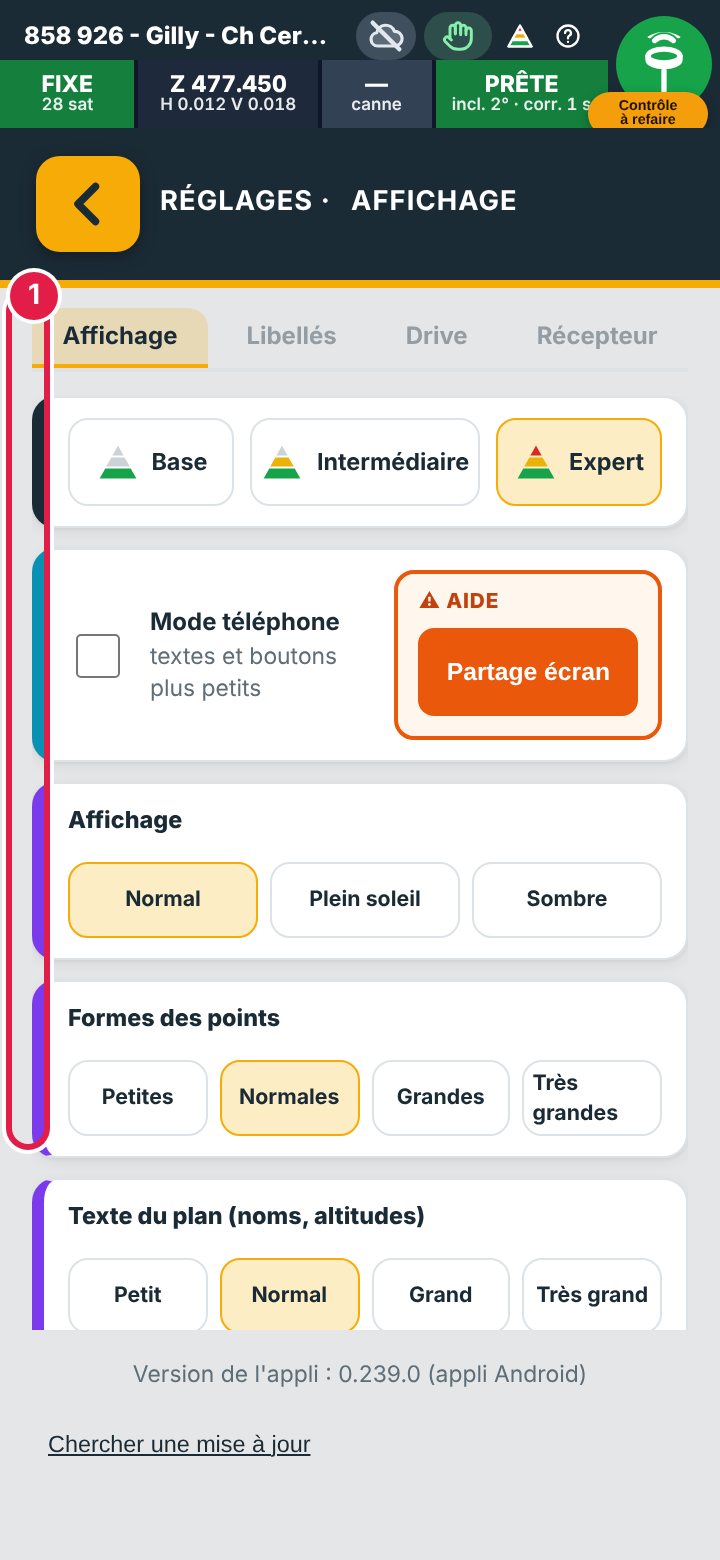 858 926 - Gilly - Ch Cer...
FIXE
28 sat
Z 477.450
H 0.012 V 0.018
—
canne
PRÊTE
incl. 2° · corr. 1 s
Contrôle
à refaire
RÉGLAGES · AFFICHAGE
1
Affichage Libellés Drive Récepteur
Base Intermédiaire Expert
Mode téléphone
textes et boutons
plus petits
AIDE
Partage écran
Affichage
Normal Plein soleil Sombre
Formes des points
Petites Normales Grandes Très
grandes
Texte du plan (noms, altitudes)
Petit Normal Grand Très grand
Version de l'appli : 0.239.0 (appli Android)
Chercher une mise à jour